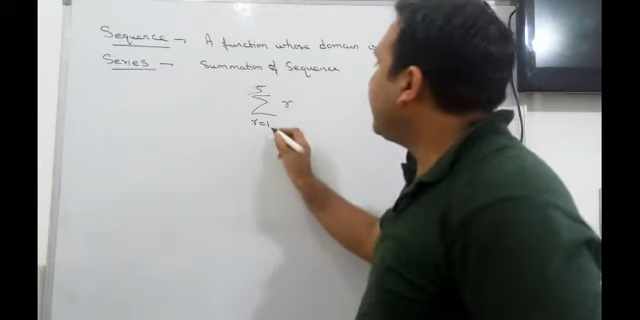 Sequence → A function whose domain
Series → Summation of Sequence
5
∑ r
r=1